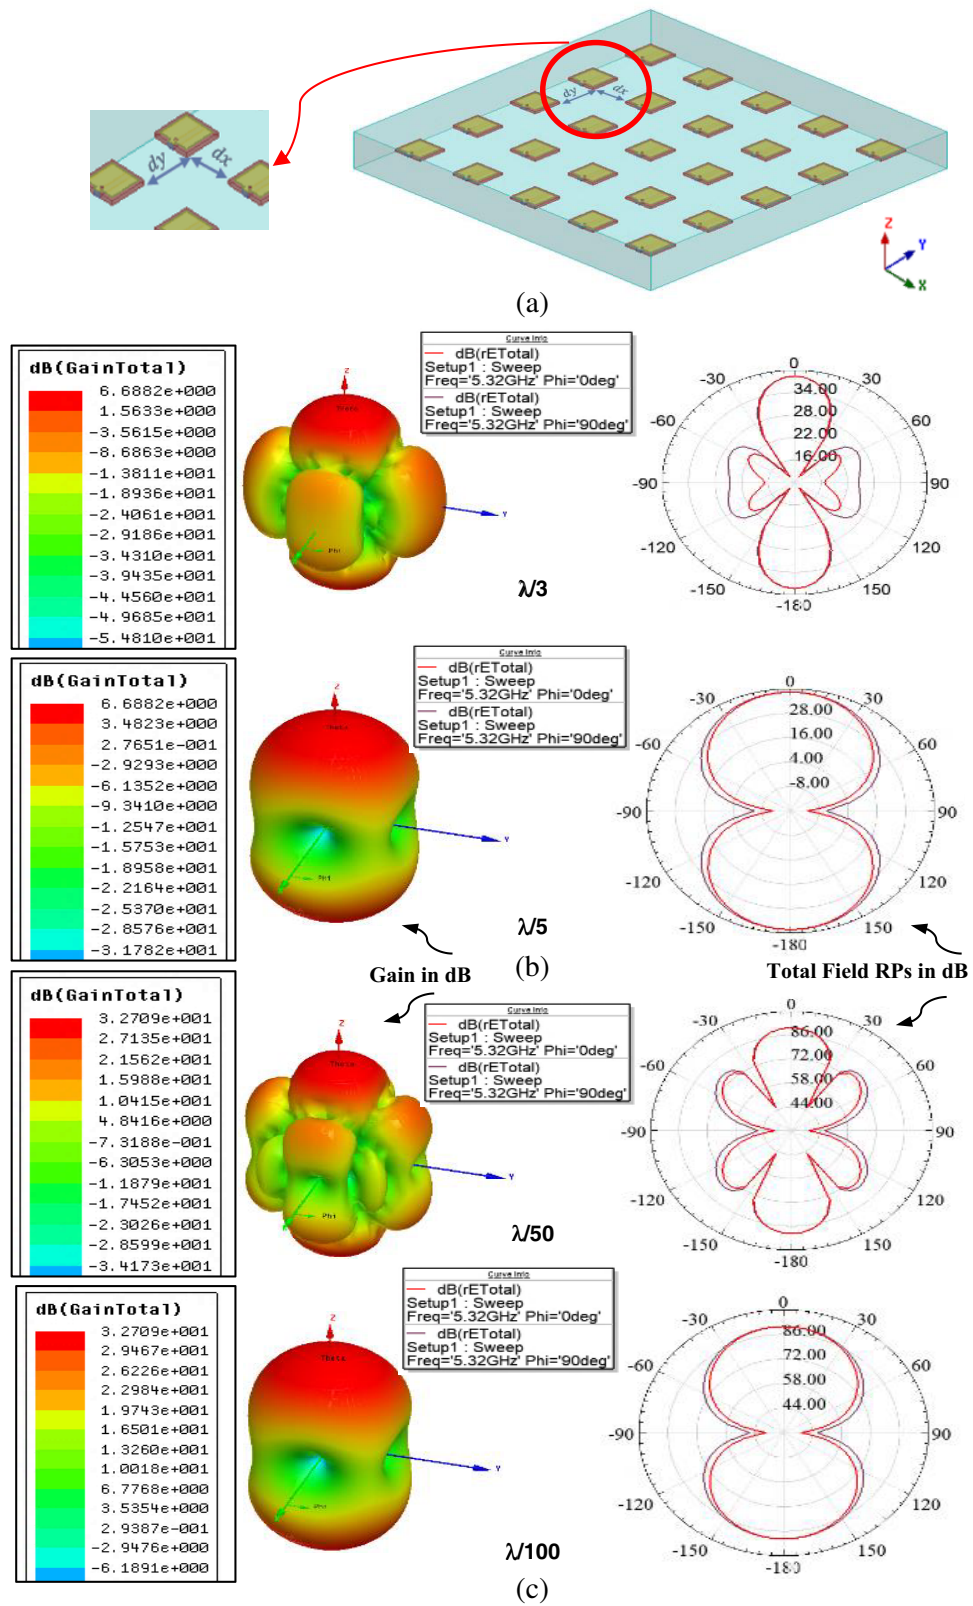 dy
dx
dy
dx
Z
Y
X
(a)
dB(GainTotal)
6.6882e+000
1.5633e+000
-3.5615e+000
-8.6863e+000
-1.3811e+001
-1.8936e+001
-2.4061e+001
-2.9186e+001
-3.4310e+001
-3.9435e+001
-4.4560e+001
-4.9685e+001
-5.4810e+001
Z
Theta
Y
Phi
λ/3
Curve Info
dB(rETotal)
Setup1 : Sweep
Freq='5.32GHz' Phi='0deg'
dB(rETotal)
Setup1 : Sweep
Freq='5.32GHz' Phi='90deg'
0
-30
30
-60
60
-90
90
-120
120
-150
150
-180
34.00
28.00
22.00
16.00
dB(GainTotal)
6.6882e+000
3.4823e+000
2.7651e-001
-2.9293e+000
-6.1352e+000
-9.3410e+000
-1.2547e+001
-1.5753e+001
-1.8958e+001
-2.2164e+001
-2.5370e+001
-2.8576e+001
-3.1782e+001
Z
Theta
Y
Phi
λ/5
Curve Info
dB(rETotal)
Setup1 : Sweep
Freq='5.32GHz' Phi='0deg'
dB(rETotal)
Setup1 : Sweep
Freq='5.32GHz' Phi='90deg'
0
-30
30
-60
60
-90
90
-120
120
-150
150
-180
28.00
16.00
4.00
-8.00
Gain in dB
(b)
Total Field RPs in dB
dB(GainTotal)
3.2709e+001
2.7135e+001
2.1562e+001
1.5988e+001
1.0415e+001
4.8416e+000
-7.3188e-001
-6.3053e+000
-1.1879e+001
-1.7452e+001
-2.3026e+001
-2.8599e+001
-3.4173e+001
Z
Theta
Y
Phi
λ/50
Curve Info
dB(rETotal)
Setup1 : Sweep
Freq='5.32GHz' Phi='0deg'
dB(rETotal)
Setup1 : Sweep
Freq='5.32GHz' Phi='90deg'
0
-30
30
-60
60
-90
90
-120
120
-150
150
-180
86.00
72.00
58.00
44.00
dB(GainTotal)
3.2709e+001
2.9467e+001
2.6226e+001
2.2984e+001
1.9743e+001
1.6501e+001
1.3260e+001
1.0018e+001
6.7768e+000
3.5354e+000
2.9387e-001
-2.9476e+000
-6.1891e+000
Z
Theta
Y
Phi
λ/100
Curve Info
dB(rETotal)
Setup1 : Sweep
Freq='5.32GHz' Phi='0deg'
dB(rETotal)
Setup1 : Sweep
Freq='5.32GHz' Phi='90deg'
0
-30
30
-60
60
-90
90
-120
120
-150
150
-180
86.00
72.00
58.00
44.00
(c)